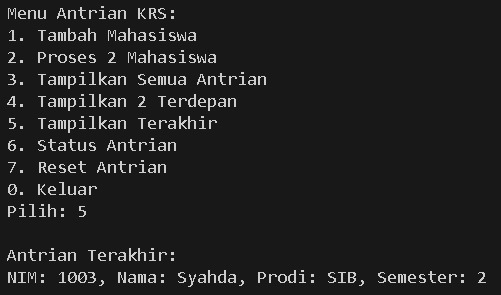 Menu Antrian KRS:
1. Tambah Mahasiswa
2. Proses 2 Mahasiswa
3. Tampilkan Semua Antrian
4. Tampilkan 2 Terdepan
5. Tampilkan Terakhir
6. Status Antrian
7. Reset Antrian
0. Keluar
Pilih: 5
Antrian Terakhir:
NIM: 1003, Nama: Syahda, Prodi: SIB, Semester: 2